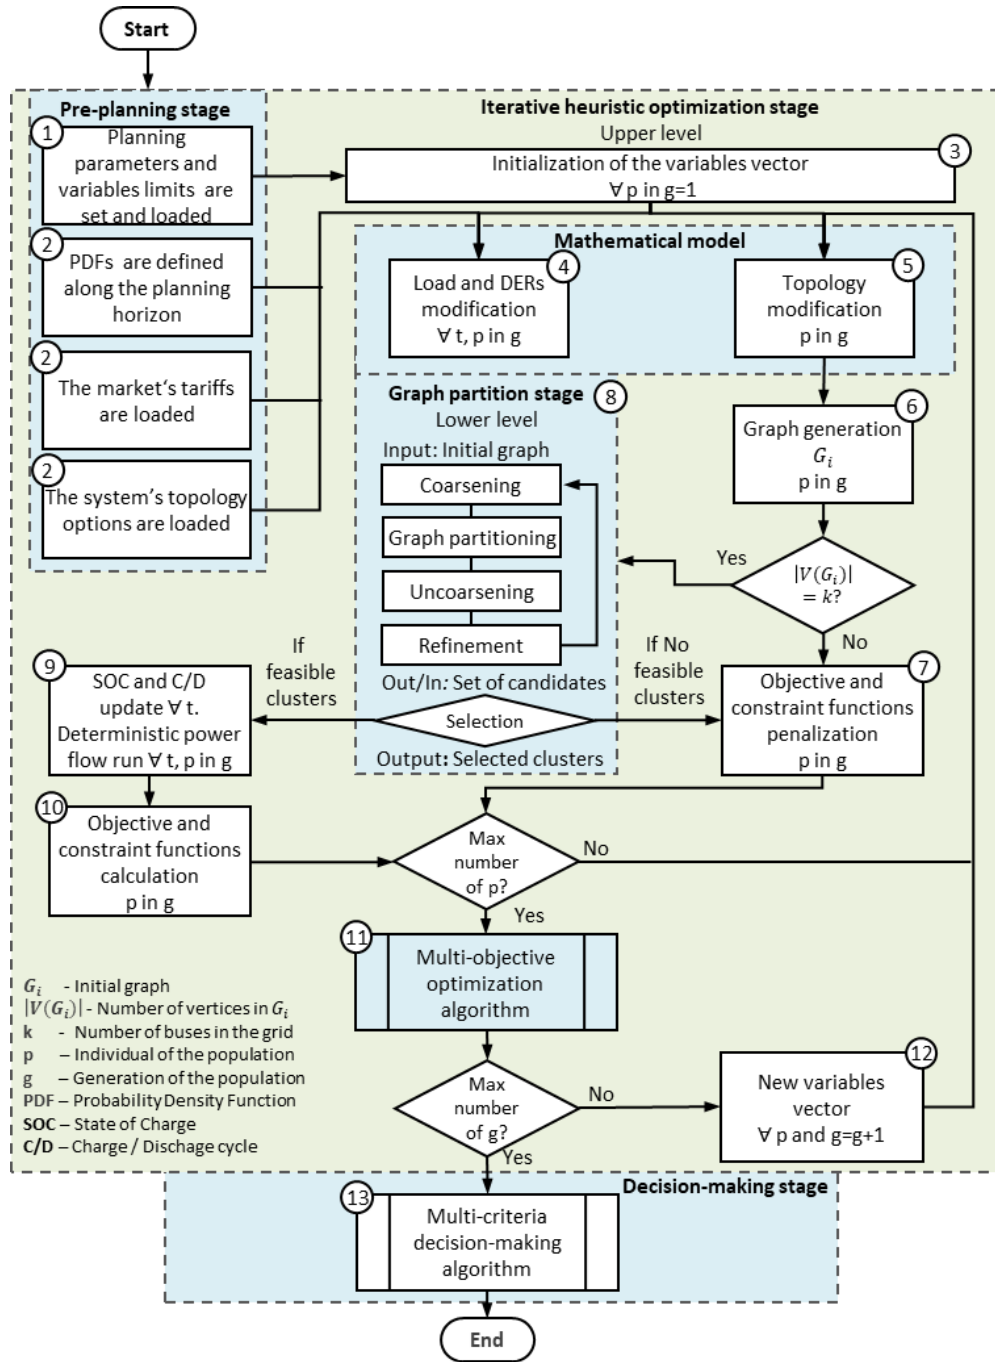 Start
Pre-planning stage
1
Planning
parameters and
variables limits are
set and loaded
2
PDFs are defined
along the planning
horizon
2
The market's tariffs
are loaded
2
The system's topology
options are loaded
Iterative heuristic optimization stage
Upper level
3
Initialization of the variables vector
∀ p in g=1
Mathematical model
4
Load and DERs
modification
∀ t, p in g
5
Topology
modification
p in g
6
Graph generation
G_i
p in g
Yes
|V(G_i)|
= k?
No
Graph partition stage
8
Lower level
Input: Initial graph
Coarsening
Graph partitioning
Uncoarsening
Refinement
Out/In: Set of candidates
Selection
Output: Selected clusters
If
feasible
clusters
If No
feasible
clusters
7
Objective and
constraint functions
penalization
p in g
9
SOC and C/D
update ∀ t.
Deterministic power
flow run ∀ t, p in g
10
Objective and
constraint functions
calculation
p in g
Max
number
of p?
No
Yes
11
Multi-objective
optimization
algorithm
Max
number
of g?
No
Yes
12
New variables
vector
∀ p and g=g+1
G_i - Initial graph
|V(G_i)| - Number of vertices in G_i
k - Number of buses in the grid
p – Individual of the population
g – Generation of the population
PDF – Probability Density Function
SOC – State of Charge
C/D – Charge / Dischage cycle
Decision-making stage
13
Multi-criteria
decision-making
algorithm
End